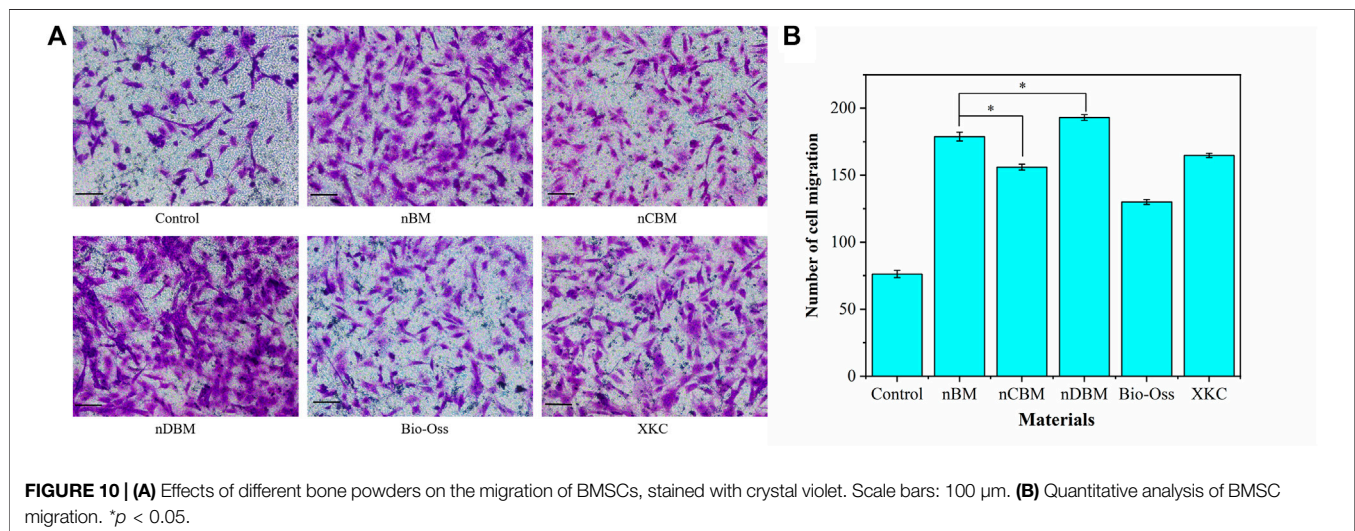 A
Control
nBM
nCBM
nDBM
Bio-Oss
XKC
B
Number of cell migration
200
150
100
50
0
*
*
Control nBM nCBM nDBM Bio-Oss XKC
Materials
FIGURE 10 | (A) Effects of different bone powders on the migration of BMSCs, stained with crystal violet. Scale bars: 100 µm. (B) Quantitative analysis of BMSC
migration. *p < 0.05.